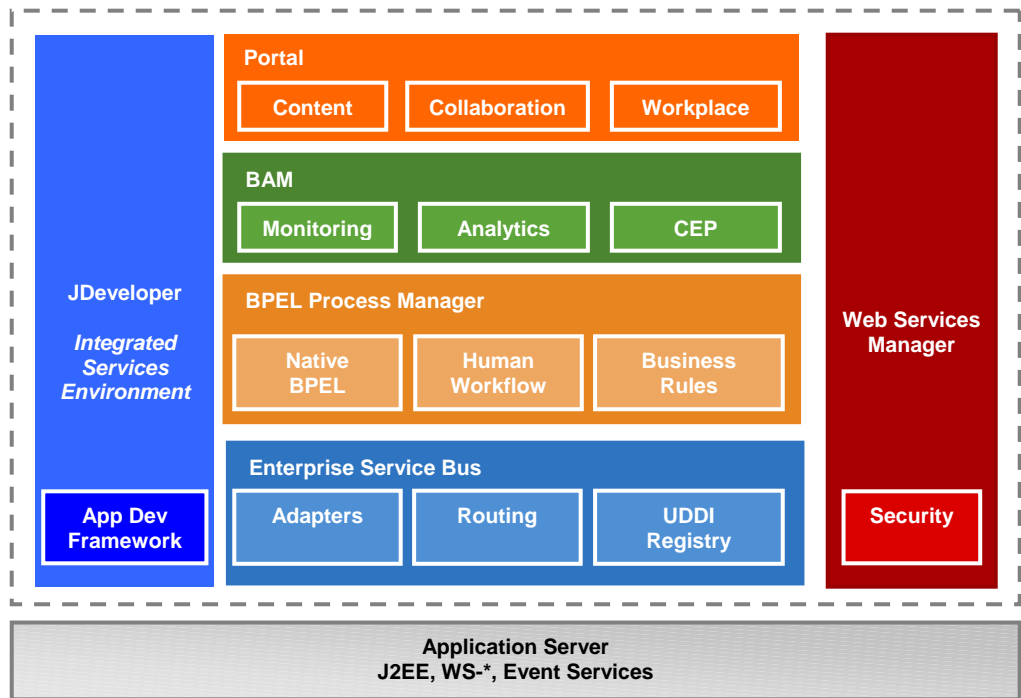 Portal
Content
Collaboration
Workplace
BAM
Monitoring
Analytics
CEP
JDeveloper
Integrated
Services
Environment
BPEL Process Manager
Native
BPEL
Human
Workflow
Business
Rules
Web Services
Manager
Enterprise Service Bus
App Dev
Framework
Adapters
Routing
UDDI
Registry
Security
Application Server
J2EE, WS-*, Event Services